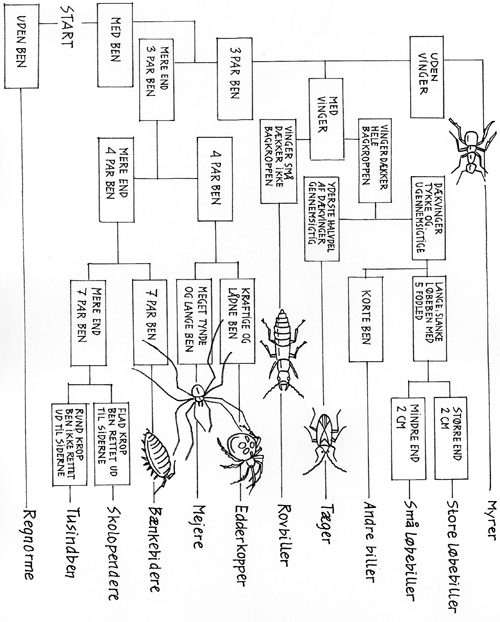 START
UDEN BEN
MED BEN
MERE END
3 PAR BEN
3 PAR BEN
MERE END
4 PAR BEN
4 PAR BEN
MED
VINGER
UDEN
VINGER
VINGER SMÅ
DÆKKER IKKE
BAGKROPPEN
VINGER DÆKKER
HELE
BAGKROPPEN
MERE END
7 PAR BEN
7 PAR BEN
MEGET TYNDE
OG LANGE BEN
KRAFTIGE OG
LÅDNE BEN
YDERSTE HALVDEL
AF DÆKVINGER
GENNEMSIGTIG
DÆKVINGER
TYKKE OG
UGENNEMSIGTIGE
KORTE BEN
LANGE, SLANKE
LØBEBEN MED
5 FODLED
RUND KROP
BEN IKKE RETTET
UD TIL SIDERNE
FLAD KROP
BEN RETTET UD
TIL SIDERNE
MINDRE END
2 CM
STØRRE END
2 CM
Regnorme
Tusindben
Skolopendere
Bænkebidere
Mejere
Edderkopper
Rovbiller
Tæger
Andre biller
Små løbebiller
Store løbebiller
Myrer